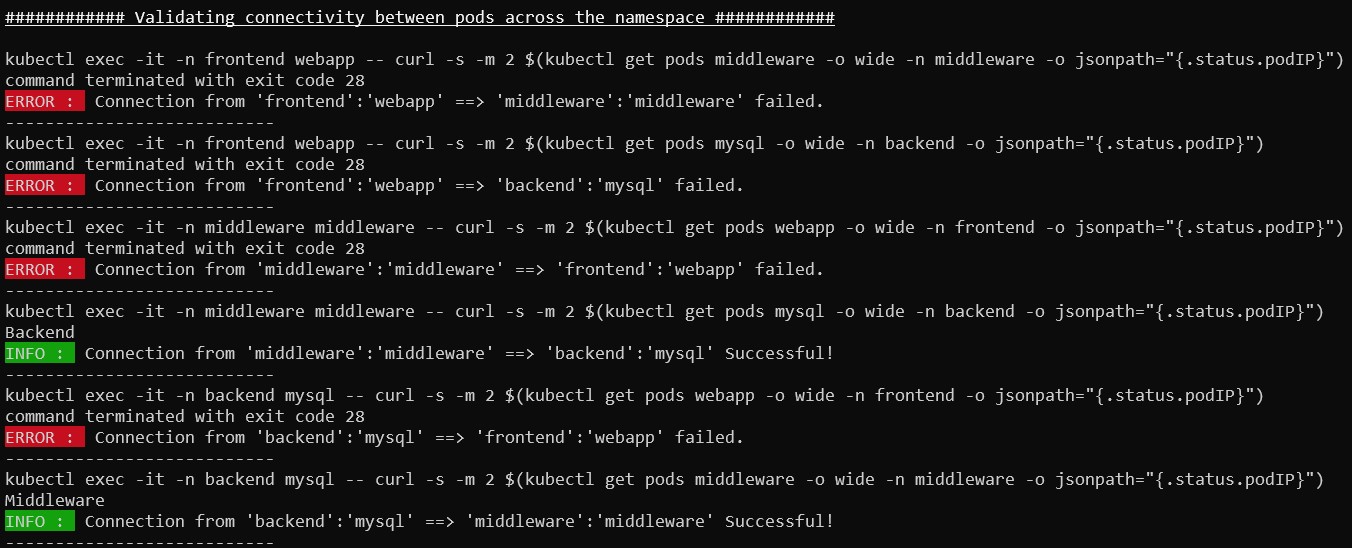 ############ Validating connectivity between pods across the namespace ############
kubectl exec -it -n frontend webapp -- curl -s -m 2 $(kubectl get pods middleware -o wide -n middleware -o jsonpath="{.status.podIP}")
command terminated with exit code 28
ERROR :  Connection from 'frontend':'webapp' ==> 'middleware':'middleware' failed.
---------------------------
kubectl exec -it -n frontend webapp -- curl -s -m 2 $(kubectl get pods mysql -o wide -n backend -o jsonpath="{.status.podIP}")
command terminated with exit code 28
ERROR :  Connection from 'frontend':'webapp' ==> 'backend':'mysql' failed.
---------------------------
kubectl exec -it -n middleware middleware -- curl -s -m 2 $(kubectl get pods webapp -o wide -n frontend -o jsonpath="{.status.podIP}")
command terminated with exit code 28
ERROR :  Connection from 'middleware':'middleware' ==> 'frontend':'webapp' failed.
---------------------------
kubectl exec -it -n middleware middleware -- curl -s -m 2 $(kubectl get pods mysql -o wide -n backend -o jsonpath="{.status.podIP}")
Backend
INFO :  Connection from 'middleware':'middleware' ==> 'backend':'mysql' Successful!
---------------------------
kubectl exec -it -n backend mysql -- curl -s -m 2 $(kubectl get pods webapp -o wide -n frontend -o jsonpath="{.status.podIP}")
command terminated with exit code 28
ERROR :  Connection from 'backend':'mysql' ==> 'frontend':'webapp' failed.
---------------------------
kubectl exec -it -n backend mysql -- curl -s -m 2 $(kubectl get pods middleware -o wide -n middleware -o jsonpath="{.status.podIP}")
Middleware
INFO :  Connection from 'backend':'mysql' ==> 'middleware':'middleware' Successful!
---------------------------